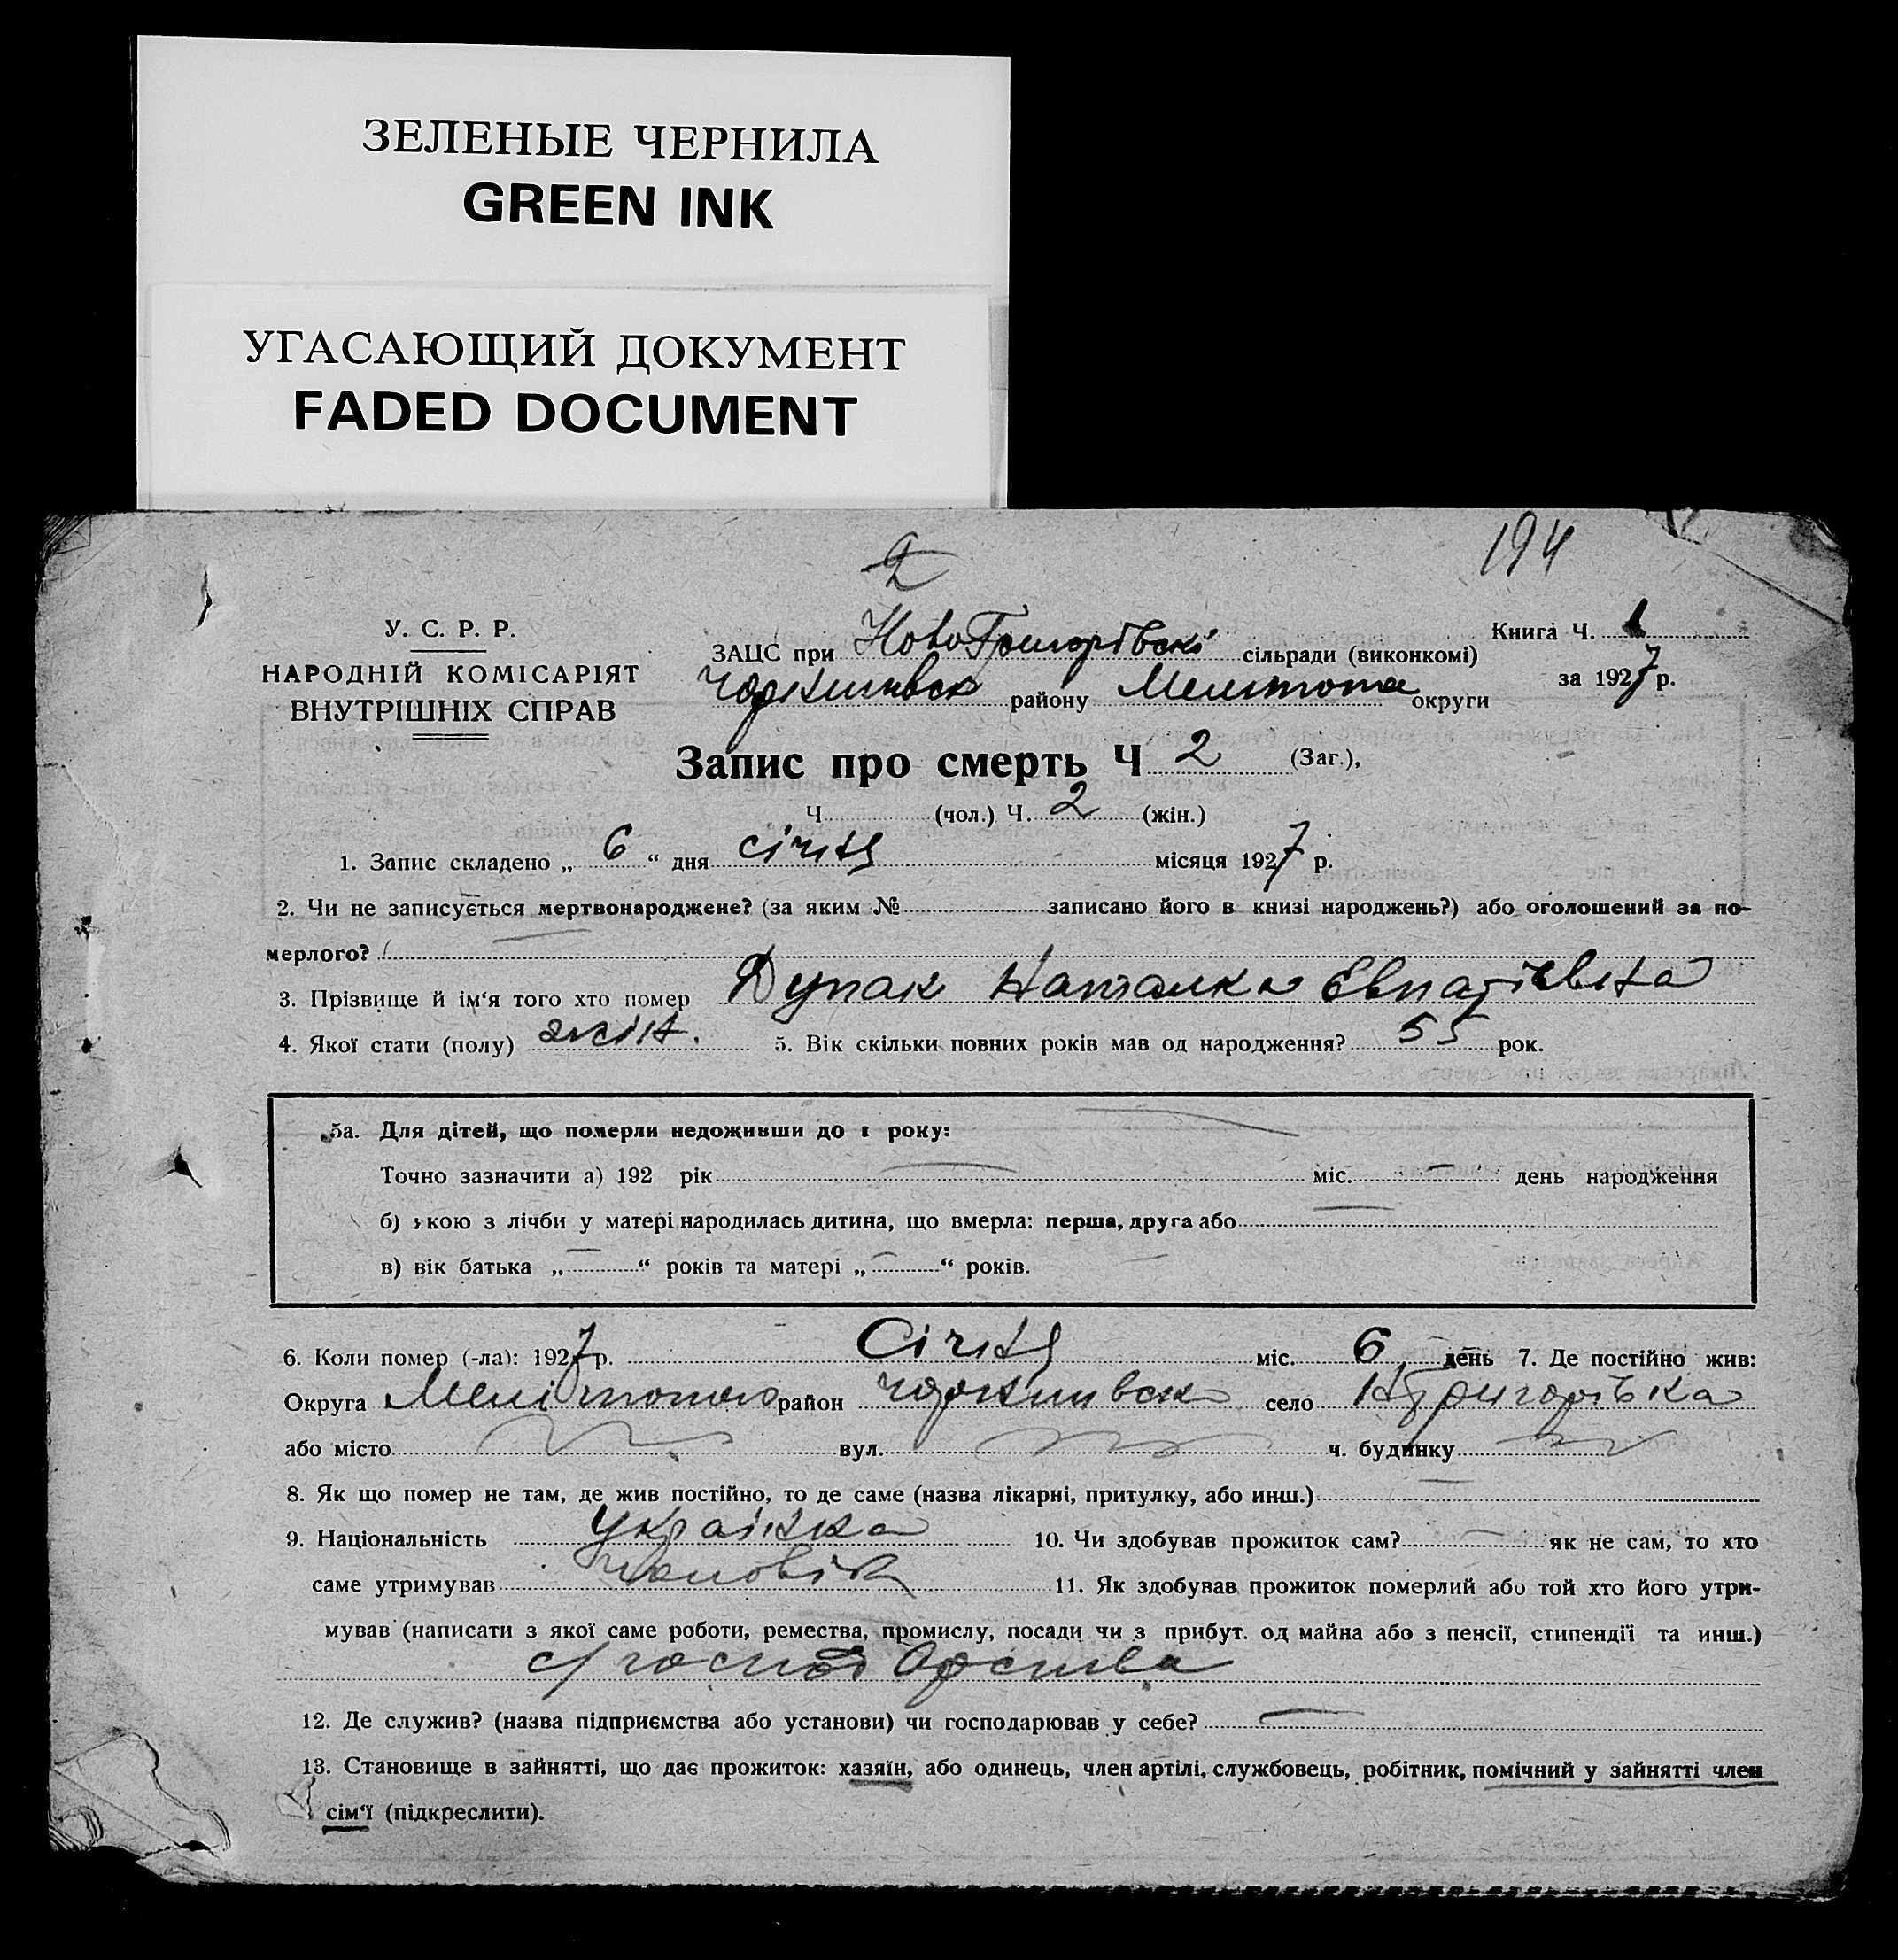 ЗЕЛЕНЫЕ ЧЕРНИЛА
GREEN INK
УГАСАЮЩИЙ ДОКУМЕНТ
FADED DOCUMENT
194
У. С. Р. Р.
НАРОДНІЙ КОМІСАРІЯТ
ВНУТРІШНІХ СПРАВ
ЗАЦС при НовоГригорівскі сільради (виконкомі)
району Мелитопо округи
Книга Ч. 1
за 1927 р.
Запис про смерть Ч 2 (Заг.),
Ч. (чол.) Ч. 2 (жін.)
1. Запис складено „ 6 “ дня січня місяця 1927 р.
2. Чи не записується мертвонароджене? (за яким № записано його в книзі народжень?) або оголошений за по-
мерлого?
3. Прізвище й ім‘я того хто помер Дупак Наталка
4. Якої стати (полу) жін. 5. Вік скільки повних років мав од народження? 55 рок.
5а. Для дітей, що померли недоживши до 1 року:
Точно зазначити а) 192 рік міс. день народження
б) якою з лічби у матері народилась дитина, що вмерла: перша, друга або
в) вік батька „ “ років та матері „ “ років.
6. Коли помер (-ла): 1927 р. Січня міс. 6 день 7. Де постійно жив:
Округа Мелітопол район село Нгригорівка
або місто вул. ч. будинку
8. Як що помер не там, де жив постійно, то де саме (назва лікарні, притулку, або инш.)
9. Національність Українка 10. Чи здобував прожиток сам? як не сам, то хто
саме утримував чоловік 11. Як здобував прожиток померлий або той хто його утри-
мував (написати з якої саме роботи, ремества, промислу, посади чи з прибут. од майна або з пенсії, стипендії та инш.)
с/господарства
12. Де служив? (назва підприємства або установи) чи господарював у себе?
13. Становище в зайнятті, що дає прожиток: хазяїн, або одинець, член артілі, службовець, робітник, помічний у зайнятті член
сім‘ї (підкреслити).